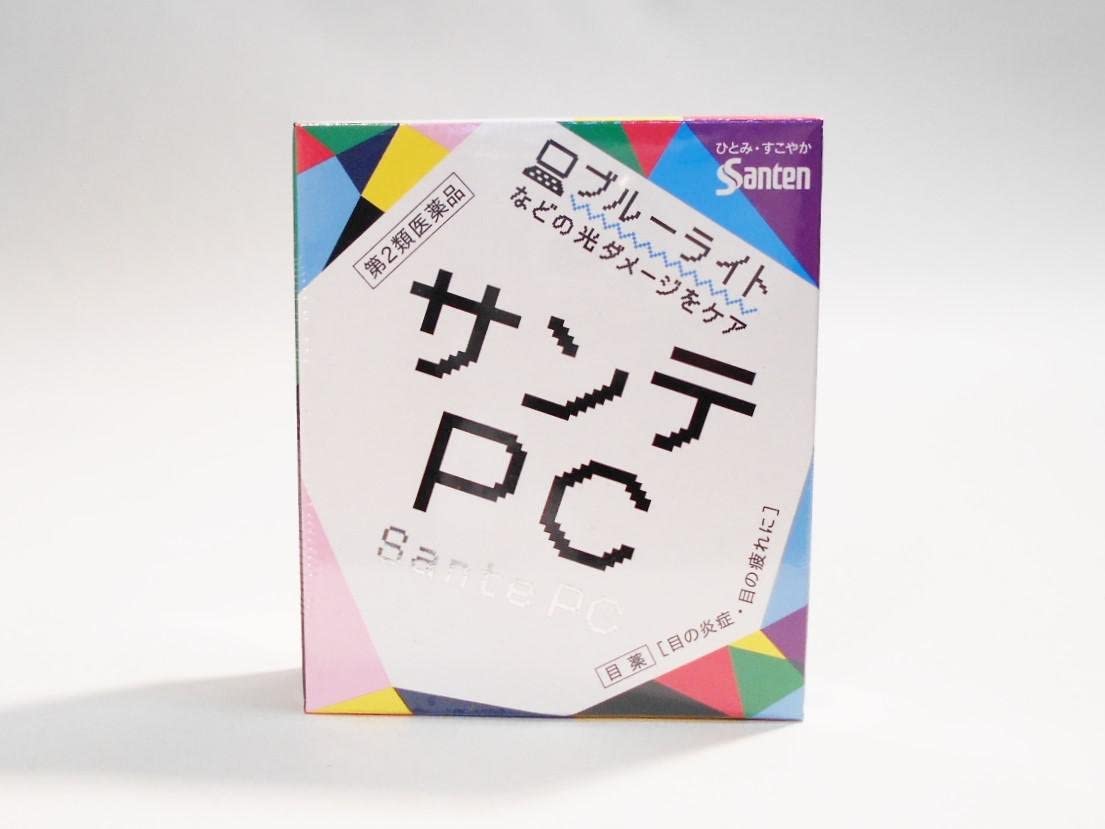 ひとみ・すこやか
Santen
ブルーライト
などの光ダメージをケア
第2類医薬品
サンテ
PC
Sante PC
目薬 [目の炎症・目の疲れに]